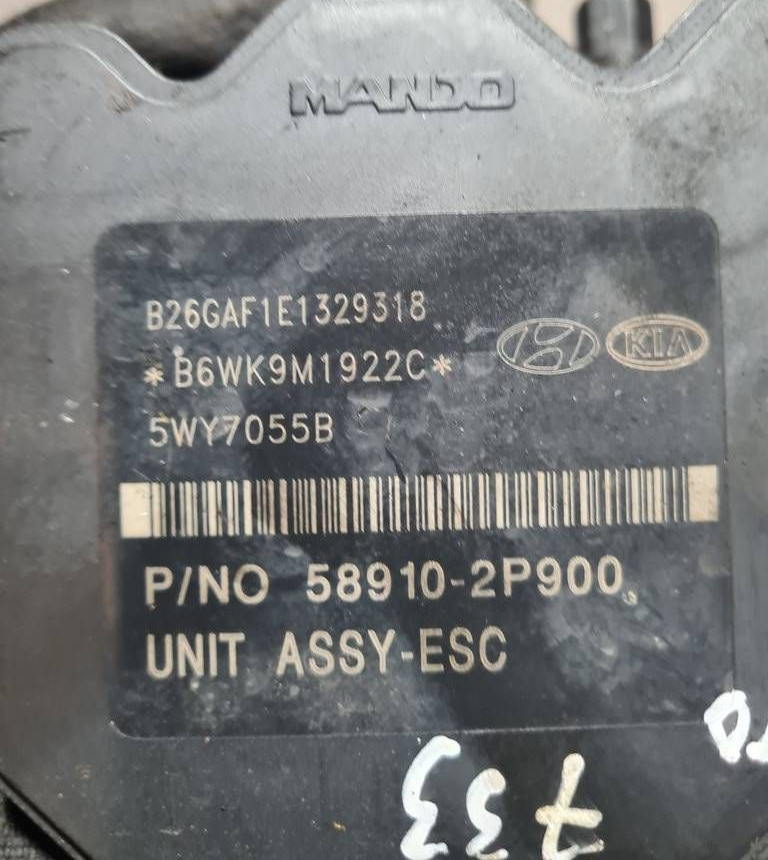 MANDO
B26GAF1E1329318
*B6WK9M1922C*
KIA
5WY7055B
P/NO 58910-2P900
UNIT ASSY-ESC
733